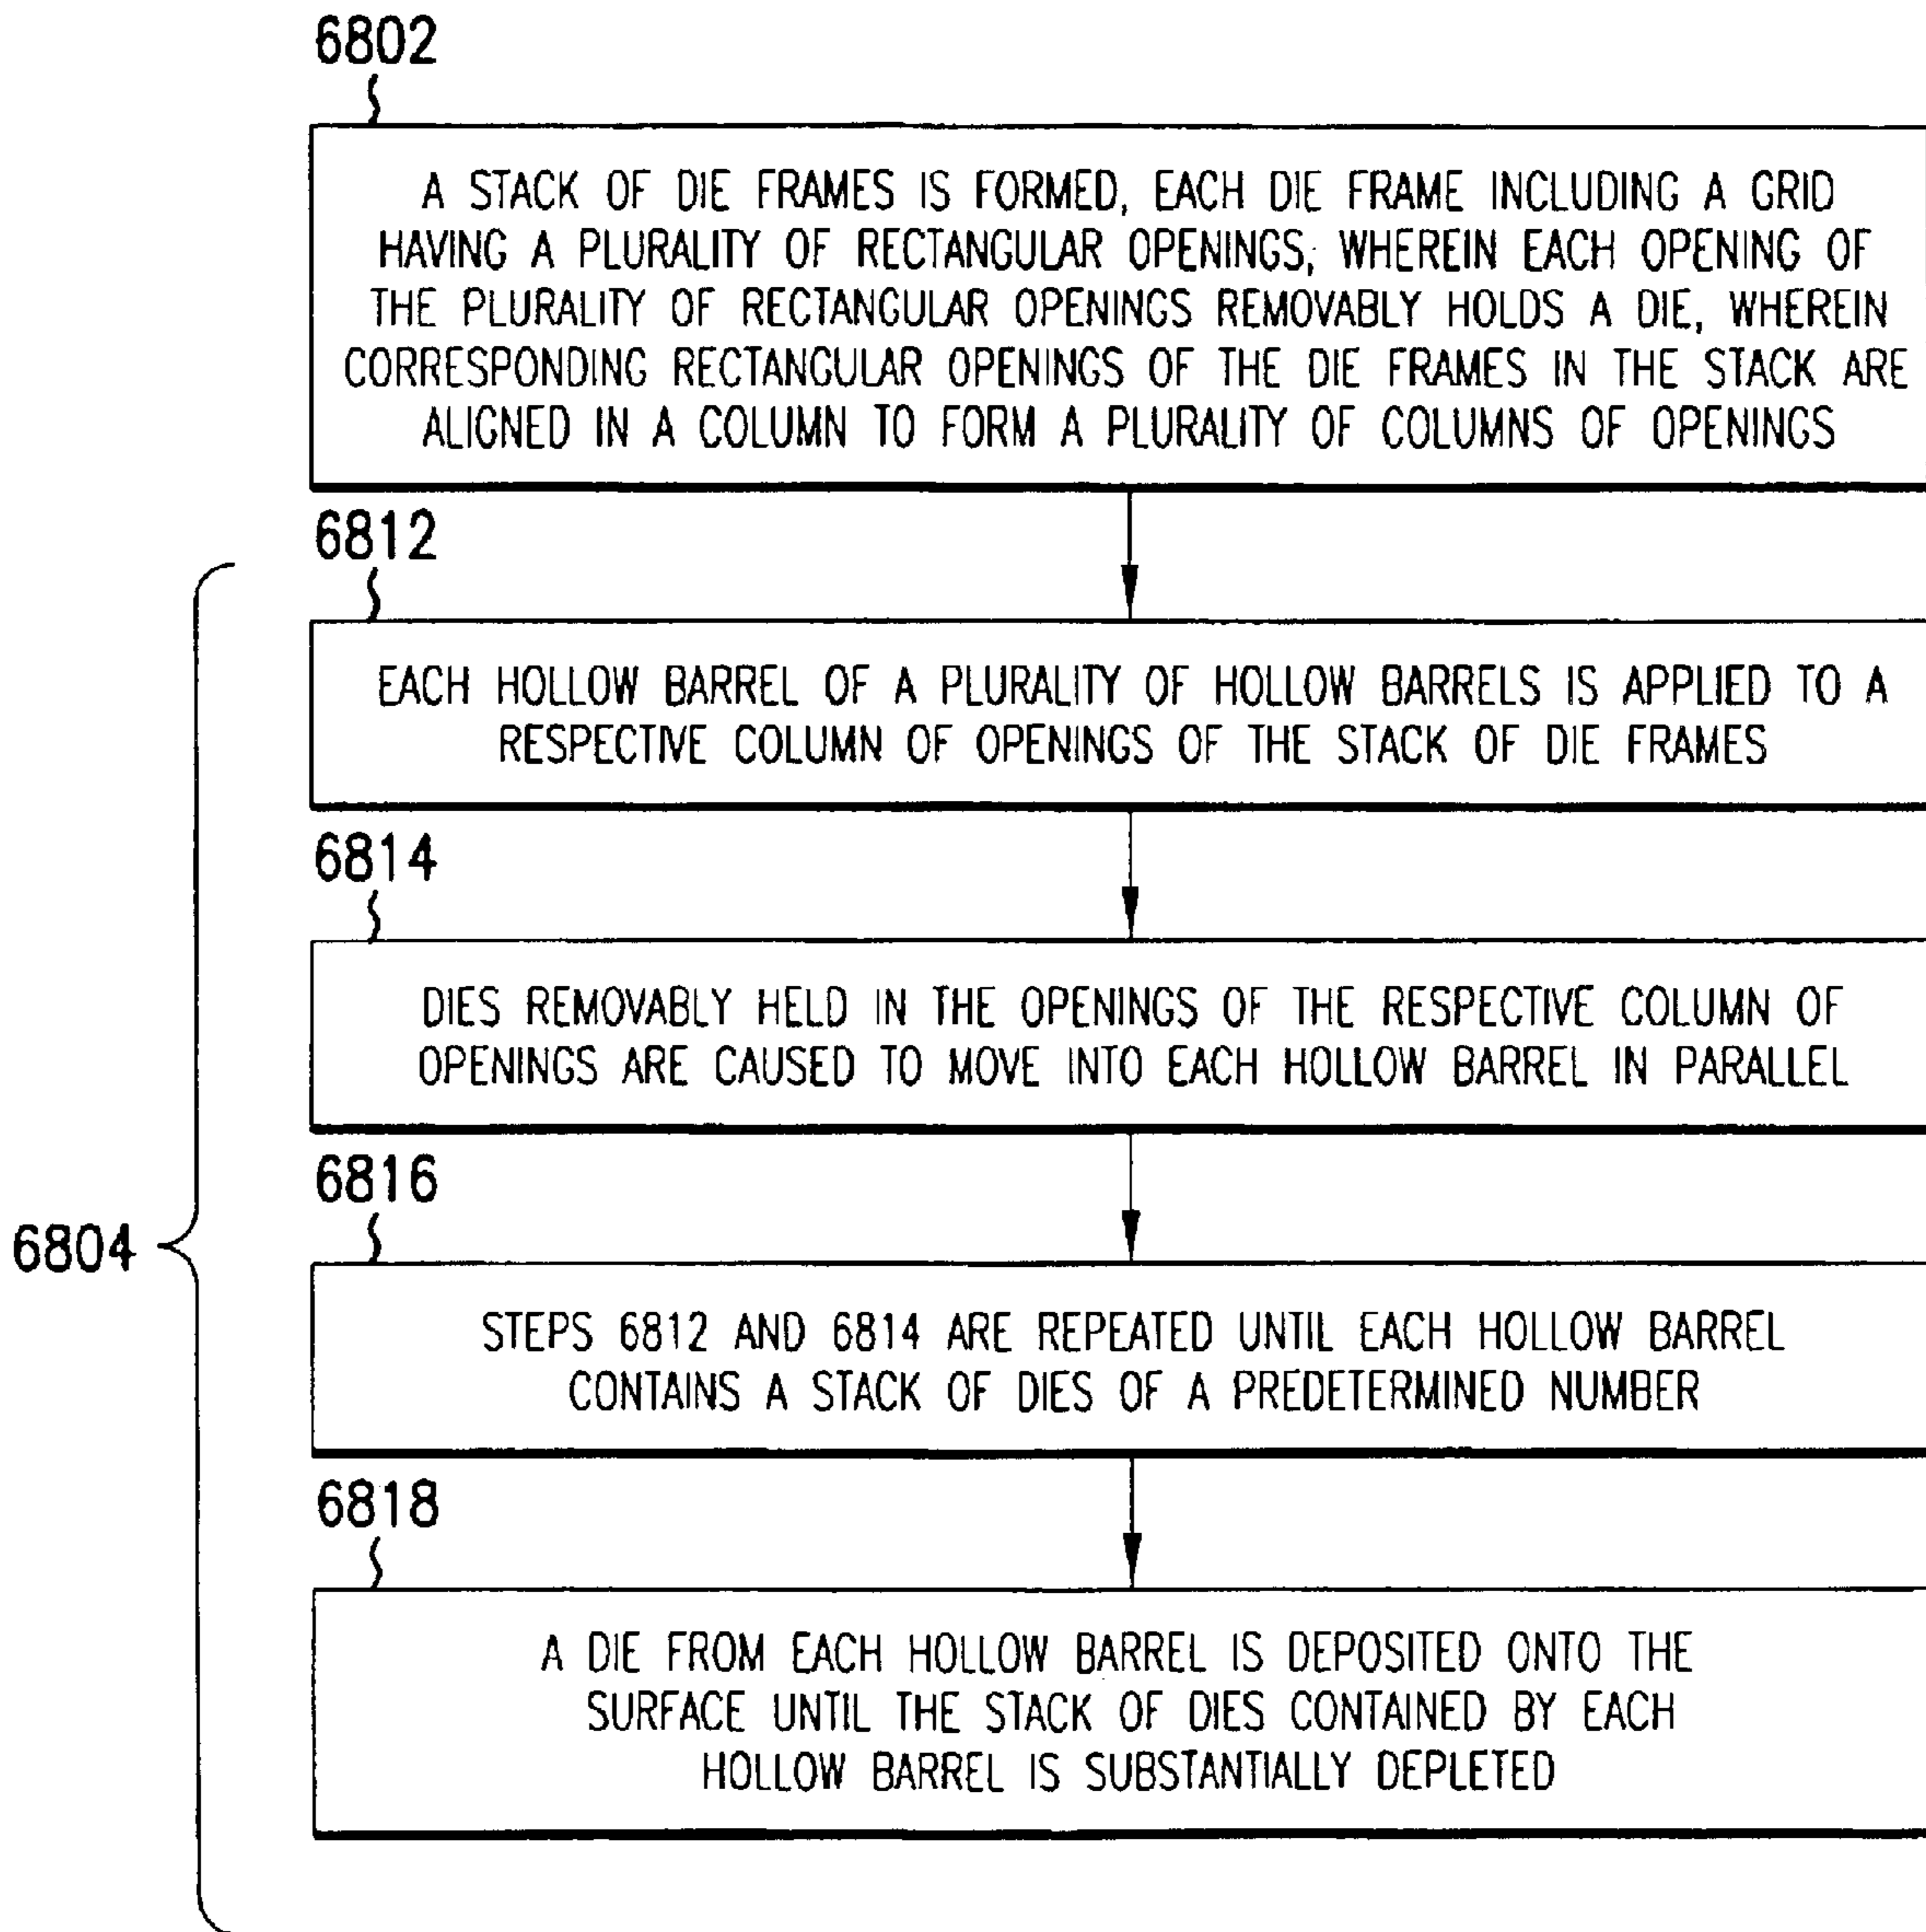 6802
A STACK OF DIE FRAMES IS FORMED, EACH DIE FRAME INCLUDING A GRID
HAVING A PLURALITY OF RECTANGULAR OPENINGS; WHEREIN EACH OPENING OF
THE PLURALITY OF RECTANGULAR OPENINGS REMOVABLY HOLDS A DIE, WHEREIN
CORRESPONDING RECTANGULAR OPENINGS OF THE DIE FRAMES IN THE STACK ARE
ALIGNED IN A COLUMN TO FORM A PLURALITY OF COLUMNS OF OPENINGS
6804
6812
EACH HOLLOW BARREL OF A PLURALITY OF HOLLOW BARRELS IS APPLIED TO A
RESPECTIVE COLUMN OF OPENINGS OF THE STACK OF DIE FRAMES
6814
DIES REMOVABLY HELD IN THE OPENINGS OF THE RESPECTIVE COLUMN OF
OPENINGS ARE CAUSED TO MOVE INTO EACH HOLLOW BARREL IN PARALLEL
6816
STEPS 6812 AND 6814 ARE REPEATED UNTIL EACH HOLLOW BARREL
CONTAINS A STACK OF DIES OF A PREDETERMINED NUMBER
6818
A DIE FROM EACH HOLLOW BARREL IS DEPOSITED ONTO THE
SURFACE UNTIL THE STACK OF DIES CONTAINED BY EACH
HOLLOW BARREL IS SUBSTANTIALLY DEPLETED